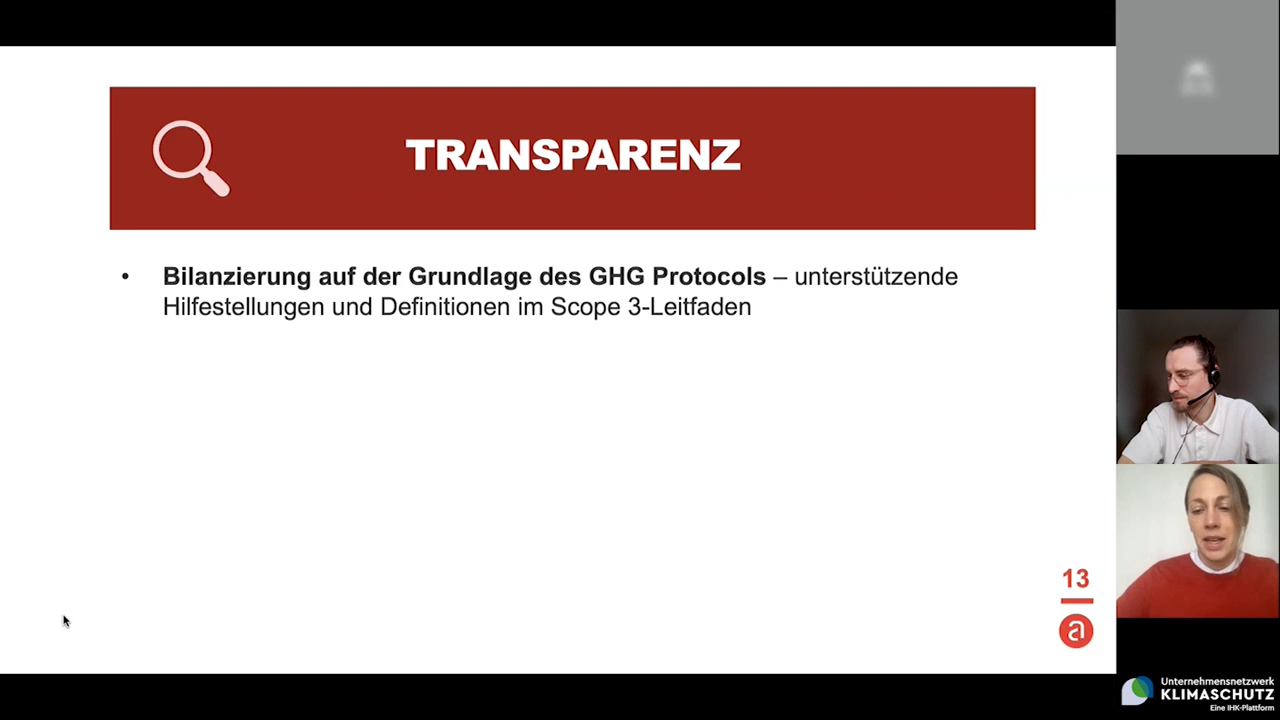 TRANSPARENZ
• Bilanzierung auf der Grundlage des GHG Protocols – unterstützende
Hilfestellungen und Definitionen im Scope 3-Leitfaden
13
a
Unternehmensnetzwerk
KLIMASCHUTZ
Eine IHK-Plattform